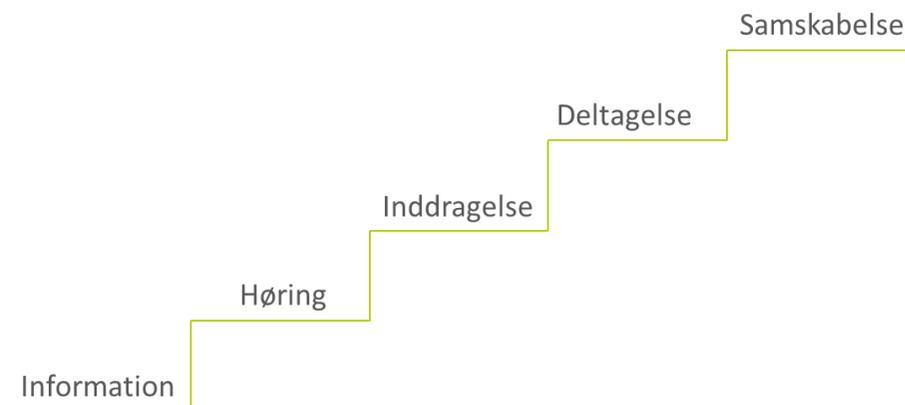 Samskabelse
Deltagelse
Inddragelse
Høring
Information